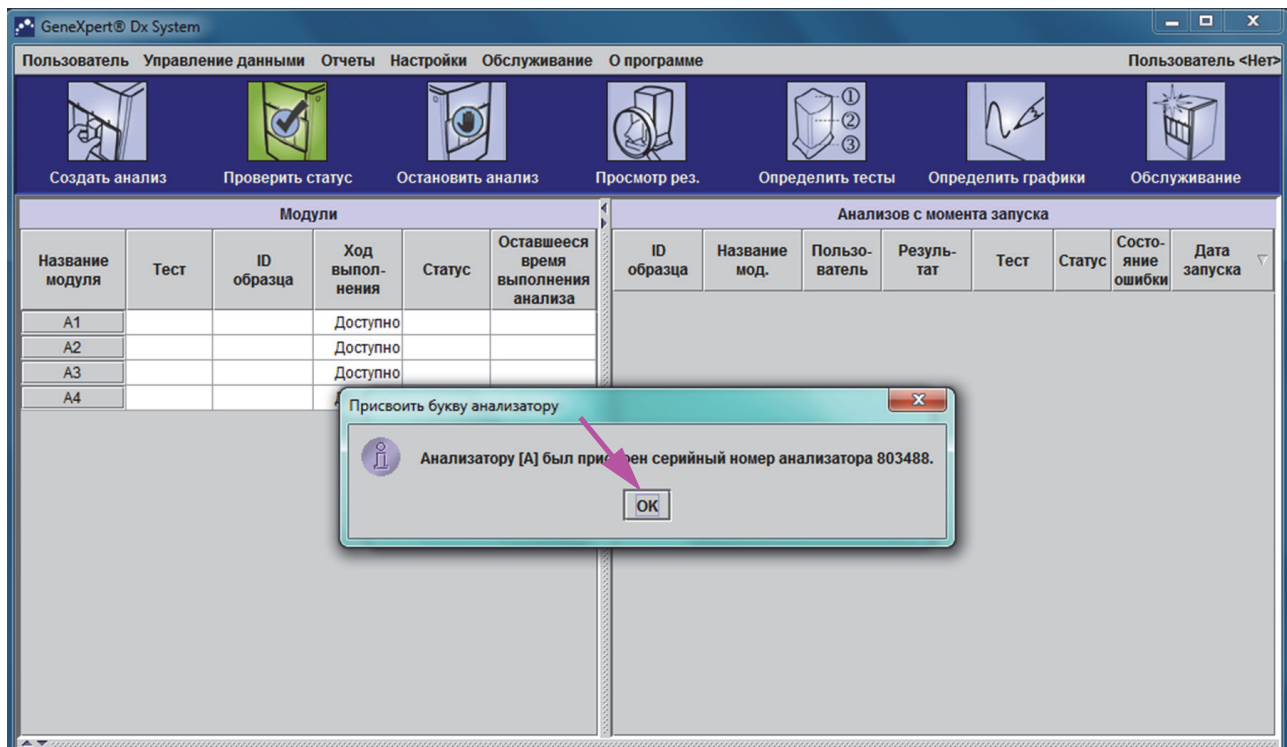 GeneXpert® Dx System
Пользователь Управление данными Отчеты Настройки Обслуживание О программе Пользователь <Нет>
① ② ③
Создать анализ Проверить статус Остановить анализ Просмотр рез. Определить тесты Определить графики Обслуживание
Модули
Анализов с момента запуска
Название модуля Тест ID образца Ход выпол- нения Статус Оставшееся время выполнения анализа
ID образца Название мод. Пользо- ватель Резуль- тат Тест Статус Состо- яние ошибки Дата запуска
A1 Доступно
A2 Доступно
A3 Доступно
A4
Присвоить букву анализатору
Анализатору [A] был серийный номер анализатора 803488.
OK